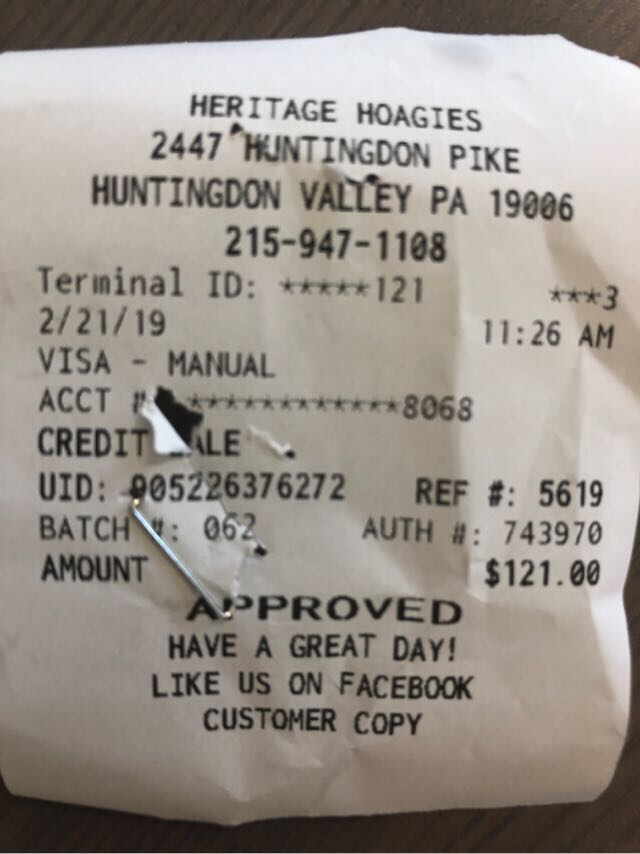 HERITAGE HOAGIES
2447 HUNTINGDON PIKE
HUNTINGDON VALLEY PA 19006
215-947-1108
Terminal ID: *****121 ***3
2/21/19 11:26 AM
VISA - MANUAL
ACCT # ************8068
CREDIT ALE
UID: 905226376272 REF #: 5619
BATCH #: 062 AUTH #: 743970
AMOUNT $121.00
APPROVED
HAVE A GREAT DAY!
LIKE US ON FACEBOOK
CUSTOMER COPY